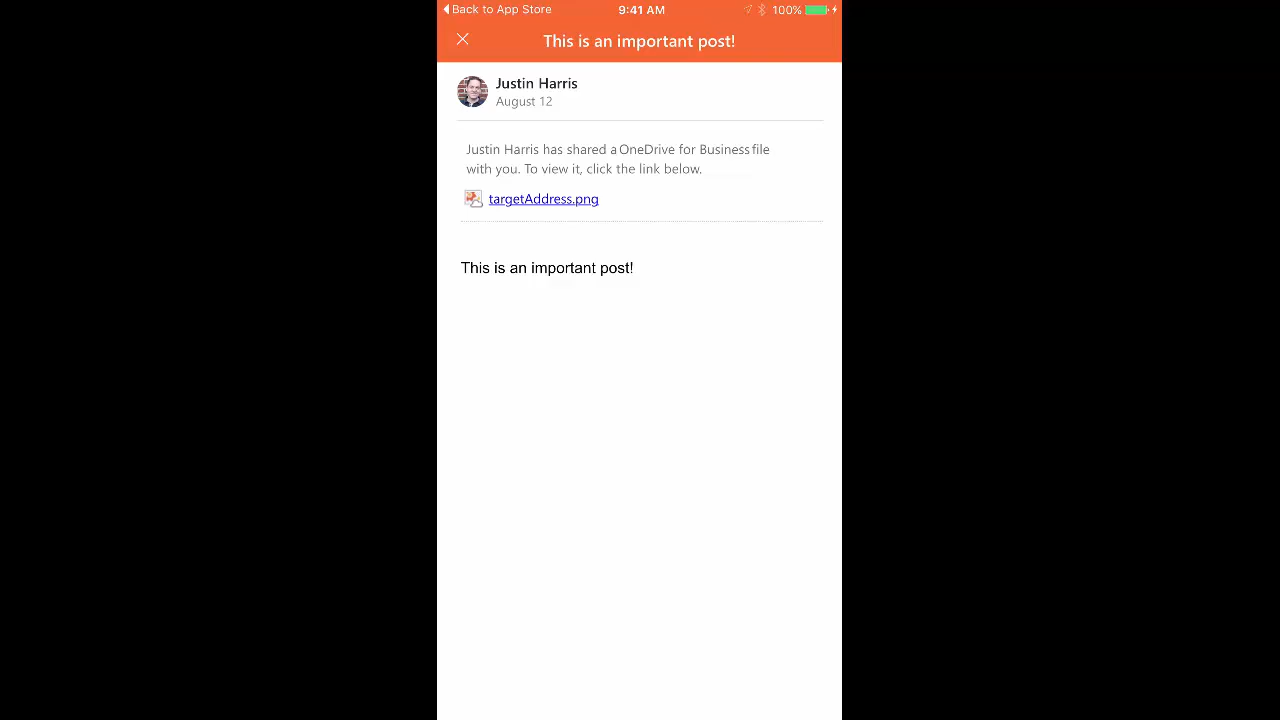 Back to App Store 9:41 AM 100%
This is an important post!
Justin Harris
August 12
Justin Harris has shared a OneDrive for Business file
with you. To view it, click the link below.
targetAddress.png
This is an important post!